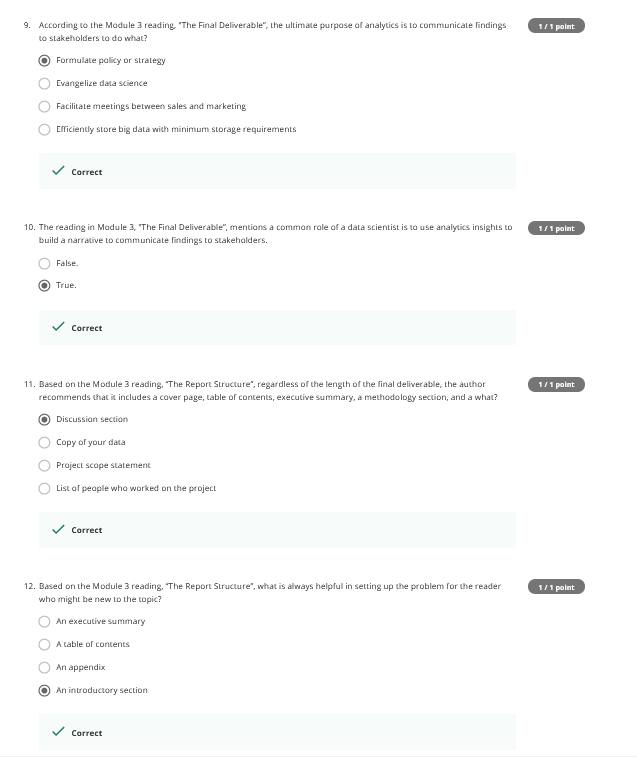 9. According to the Module 3 reading, "The Final Deliverable", the ultimate purpose of analytics is to communicate findings
1 / 1 point
to stakeholders to do what?
Formulate policy or strategy
Evangelize data science
Facilitate meetings between sales and marketing
Efficiently store big data with minimum storage requirements
Correct
10. The reading in Module 3, "The Final Deliverable", mentions a common role of a data scientist is to use analytics insights to
1 / 1 point
build a narrative to communicate findings to stakeholders.
False.
True.
Correct
11. Based on the Module 3 reading, "The Report Structure", regardless of the length of the final deliverable, the author
1 / 1 point
recommends that it includes a cover page, table of contents, executive summary, a methodology section, and a what?
Discussion section
Copy of your data
Project scope statement
List of people who worked on the project
Correct
12. Based on the Module 3 reading, "The Report Structure", what is always helpful in setting up the problem for the reader
1 / 1 point
who might be new to the topic?
An executive summary
A table of contents
An appendix
An introductory section
Correct